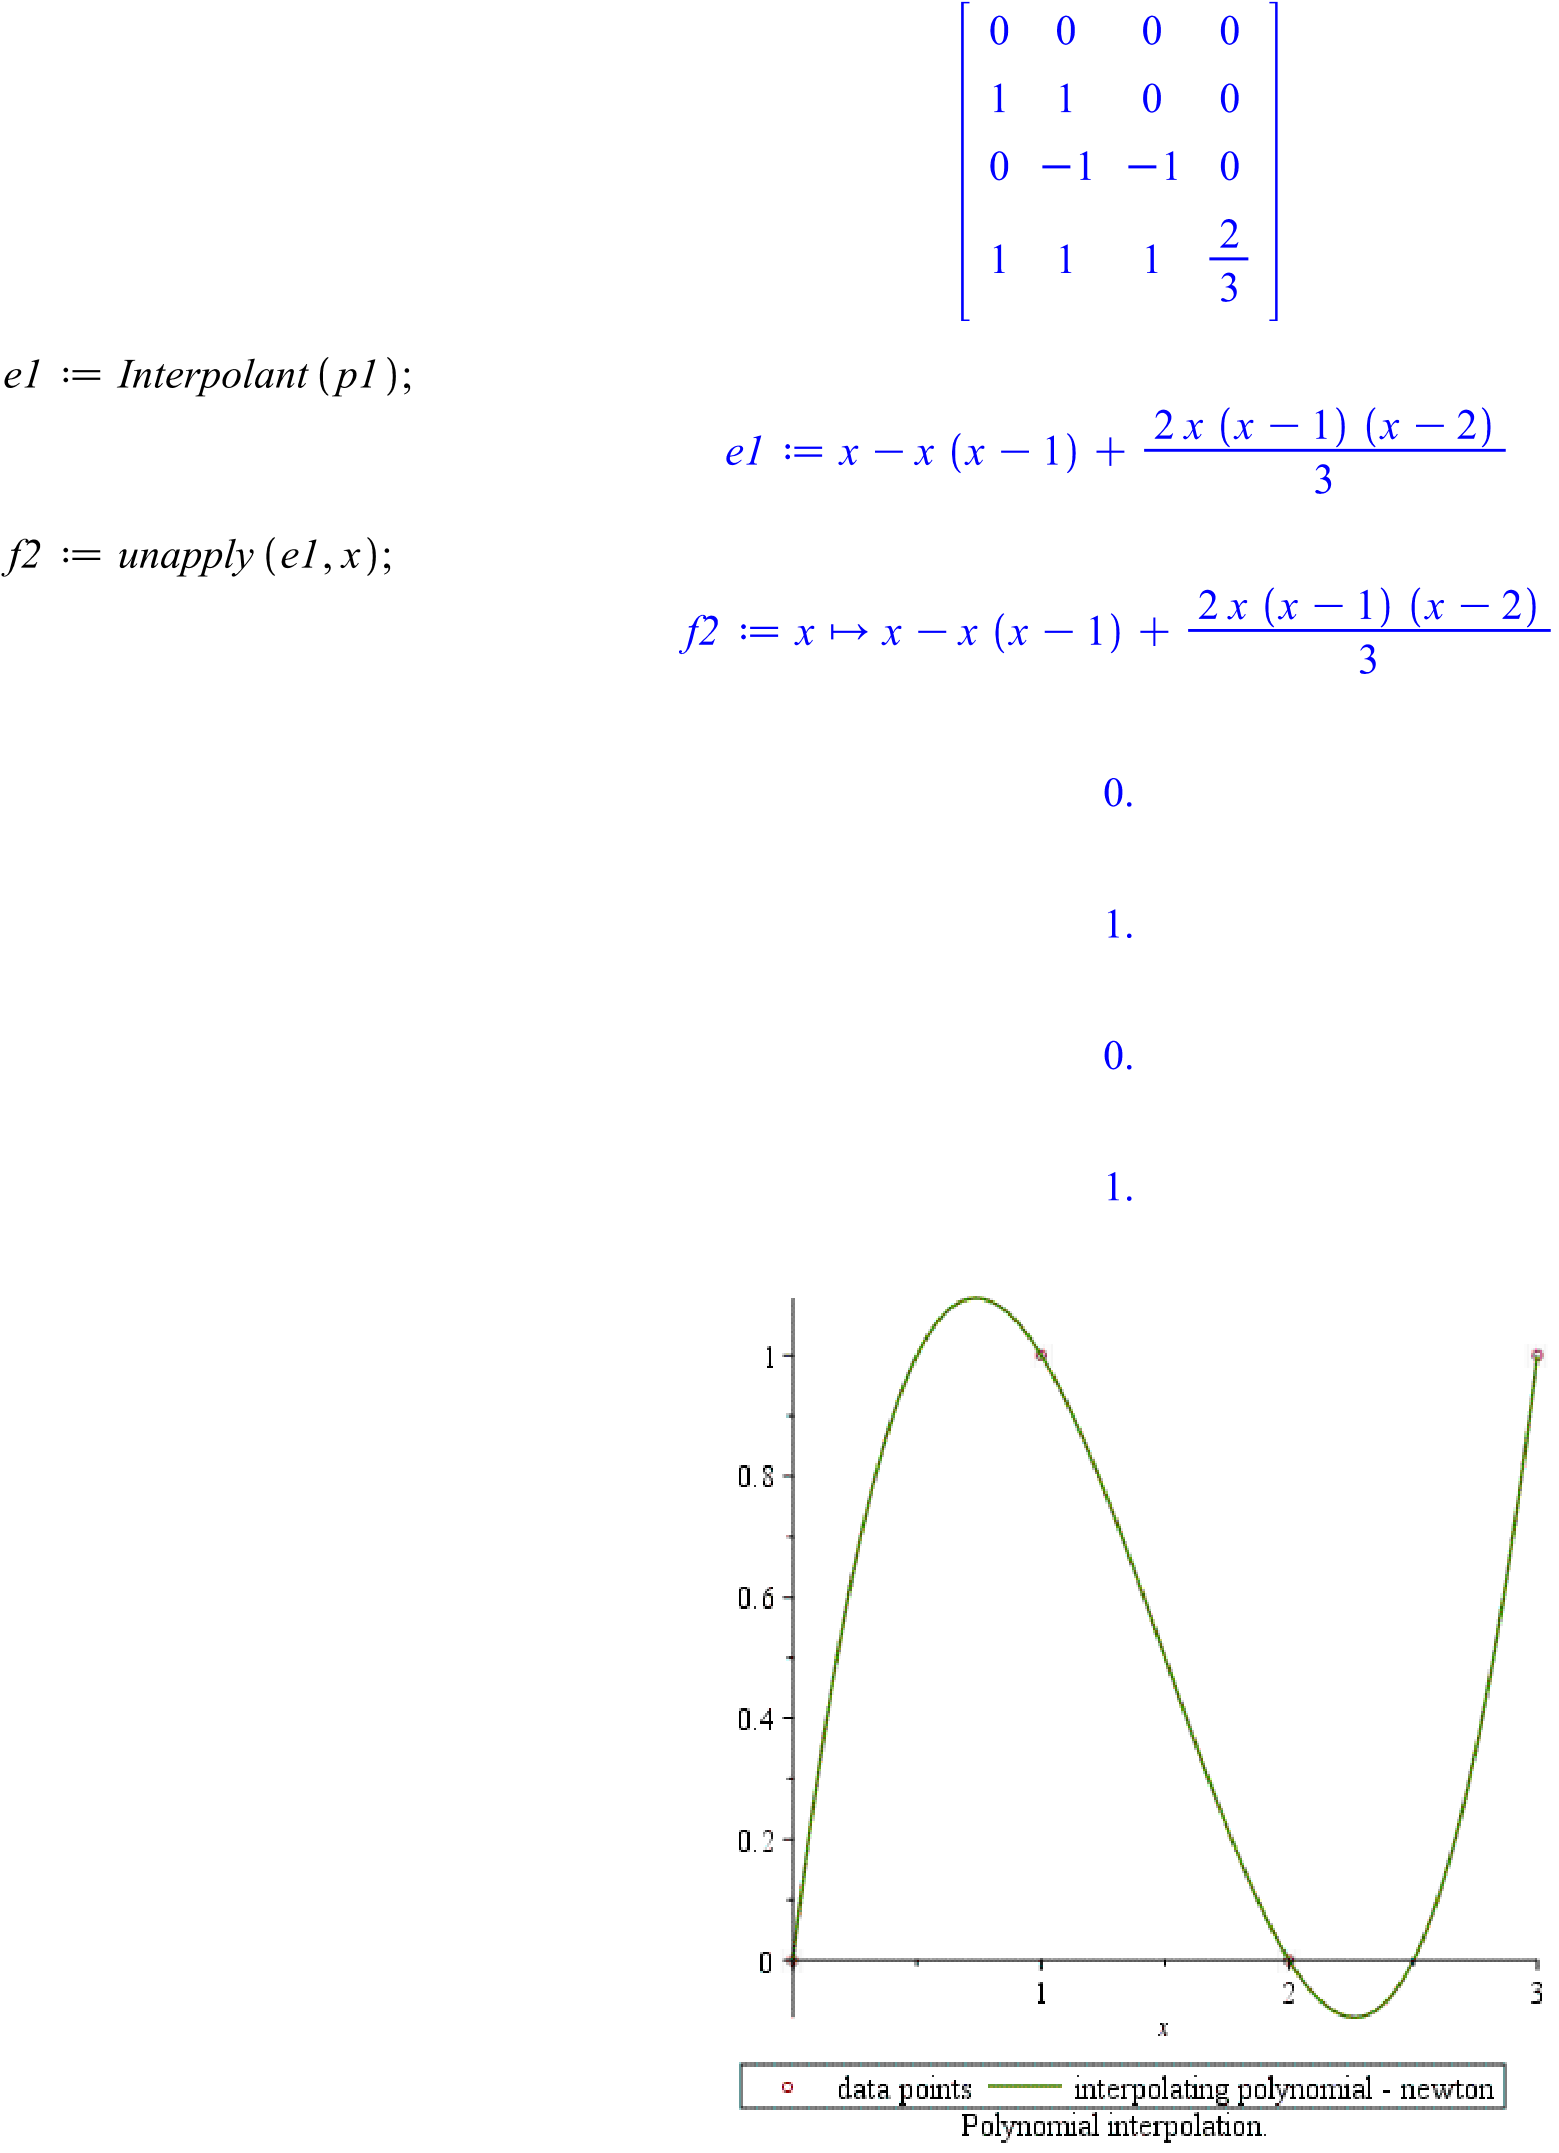 0 0 0 0
1 1 0 0
0 −1 −1 0
1 1 1 2/3
e1 := Interpolant (p1);
e1 := x − x (x − 1) + 2 x (x − 1) (x − 2)/3
f2 := unapply (e1, x);
f2 := x ↦ x − x (x − 1) + 2 x (x − 1) (x − 2)/3
0.
1.
0.
1.
1
0.8
0.6
0.4
0.2
0
1 2 3
x
data points interpolating polynomial - newton
Polynomial interpolation.